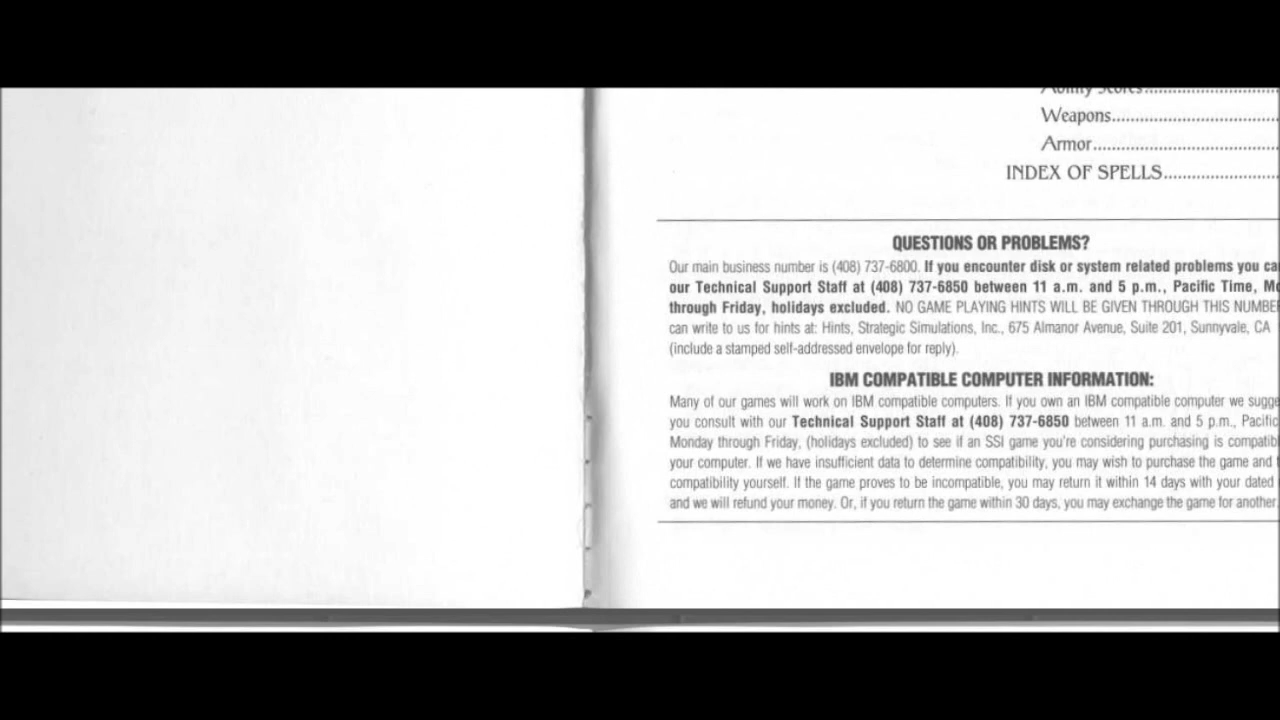 Ability Scores......................
Weapons..............................
Armor..................................
INDEX OF SPELLS......................
QUESTIONS OR PROBLEMS?
Our main business number is (408) 737-6800. If you encounter disk or system related problems you ca
our Technical Support Staff at (408) 737-6850 between 11 a.m. and 5 p.m., Pacific Time, Mo
through Friday, holidays excluded. NO GAME PLAYING HINTS WILL BE GIVEN THROUGH THIS NUMBE
can write to us for hints at: Hints, Strategic Simulations, Inc., 675 Almanor Avenue, Suite 201, Sunnyvale, CA
(include a stamped self-addressed envelope for reply).
IBM COMPATIBLE COMPUTER INFORMATION:
Many of our games will work on IBM compatible computers. If you own an IBM compatible computer we sugge
you consult with our Technical Support Staff at (408) 737-6850 between 11 a.m. and 5 p.m., Pacific
Monday through Friday, (holidays excluded) to see if an SSI game you're considering purchasing is compatib
your computer. If we have insufficient data to determine compatibility, you may wish to purchase the game and t
compatibility yourself. If the game proves to be incompatible, you may return it within 14 days with your dated
and we will refund your money. Or, if you return the game within 30 days, you may exchange the game for another